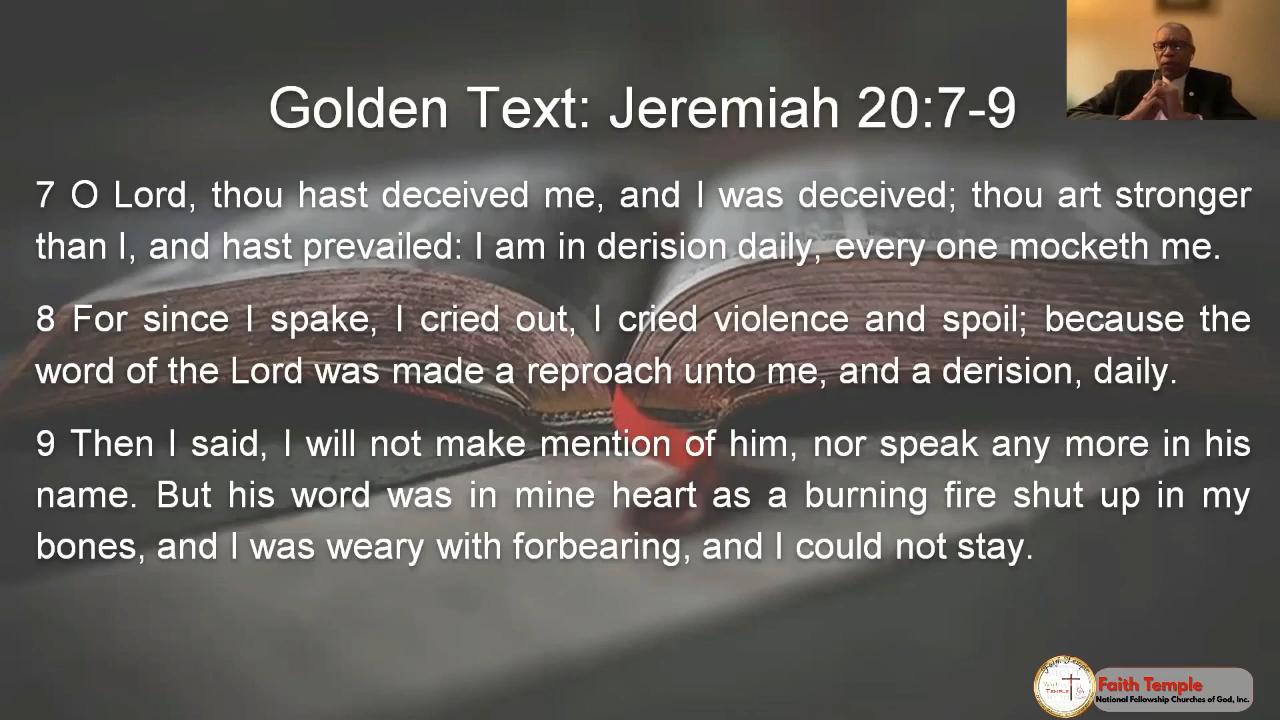 Golden Text: Jeremiah 20:7-9
7 O Lord, thou hast deceived me, and I was deceived; thou art stronger
than I, and hast prevailed: I am in derision daily, every one mocketh me.
8 For since I spake, I cried out, I cried violence and spoil; because the
word of the Lord was made a reproach unto me, and a derision, daily.
9 Then I said, I will not make mention of him, nor speak any more in his
name. But his word was in mine heart as a burning fire shut up in my
bones, and I was weary with forbearing, and I could not stay.
Faith Temple
National Fellowship Churches of God, Inc.